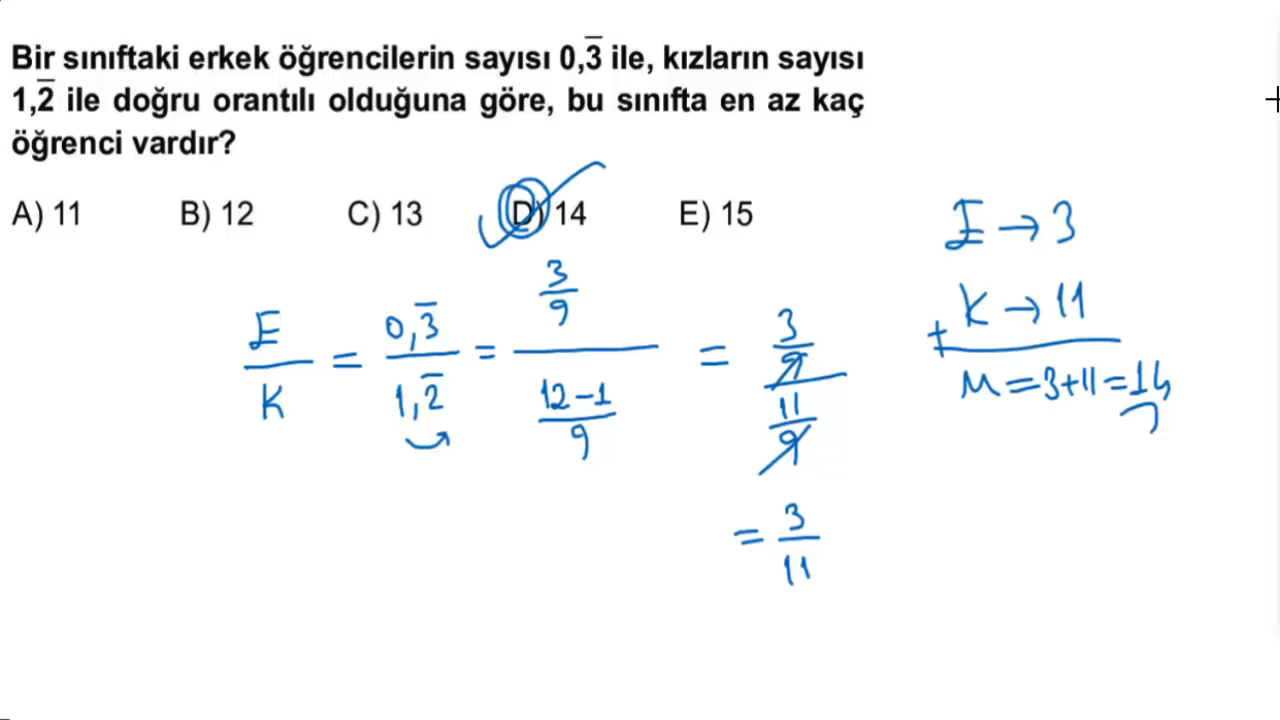 Bir sınıftaki erkek öğrencilerin sayısı 0,3̅ ile, kızların sayısı
1,2̅ ile doğru orantılı olduğuna göre, bu sınıfta en az kaç
öğrenci vardır?
A) 11 B) 12 C) 13 D) 14 E) 15
E/K = 0,3̅/1,2̅ = (3/9)/((12-1)/9) = (3/9)/(11/9)
= 3/11
E → 3
+ K → 11
M = 3+11 = 14